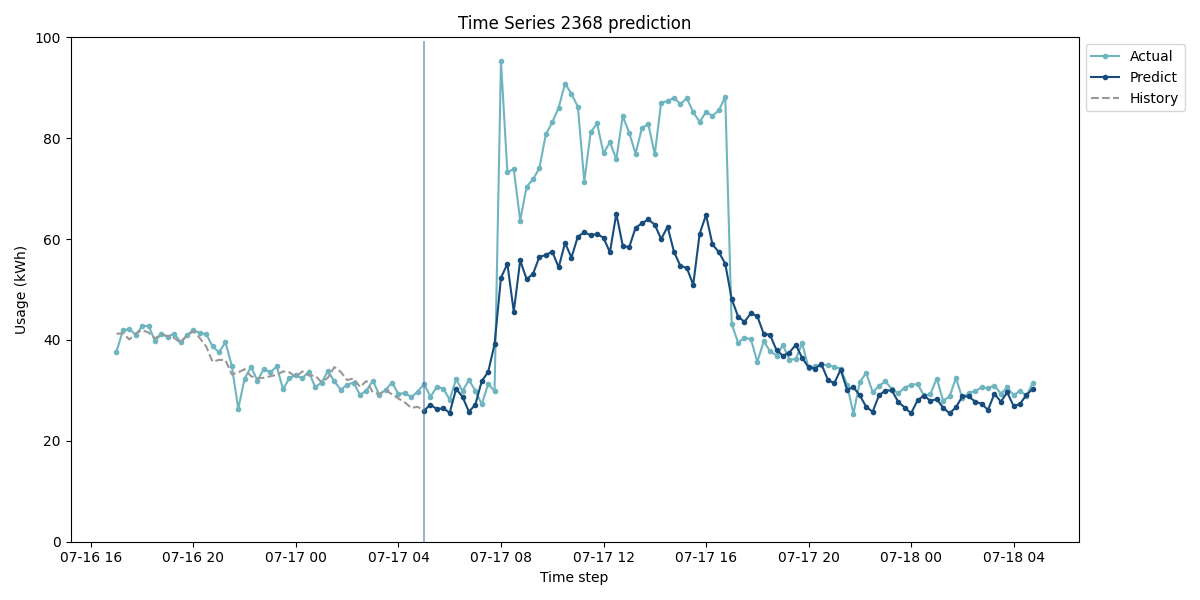 Time Series 2368 prediction
Usage (kWh)
100
80
60
40
20
0
07-16 16
07-16 20
07-17 00
07-17 04
07-17 08
07-17 12
07-17 16
07-17 20
07-18 00
07-18 04
Time step
Actual
Predict
History